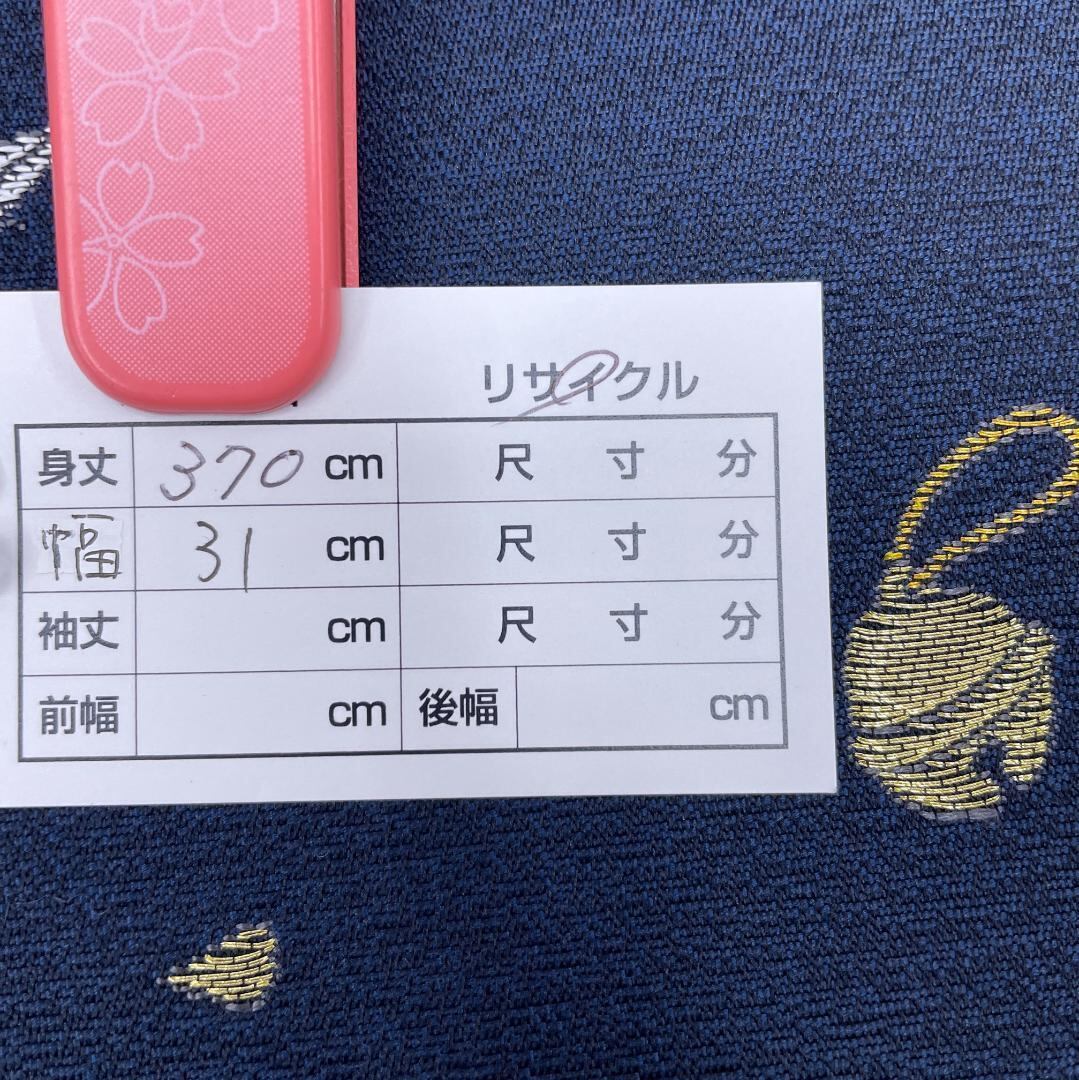 リサイクル
身丈 370 cm 尺 寸 分
幅 31 cm 尺 寸 分
袖丈 cm 尺 寸 分
前幅 cm 後幅 cm